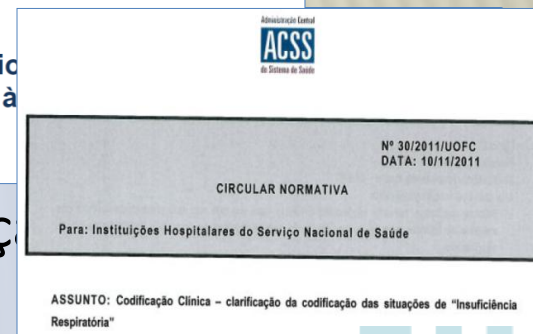 Administração Central
ACSS
do Sistema de Saúde
Nº 30/2011/UOFC
DATA: 10/11/2011
CIRCULAR NORMATIVA
Para: Instituições Hospitalares do Serviço Nacional de Saúde
ASSUNTO: Codificação Clínica – clarificação da codificação das situações de "Insuficiência
Respiratória"
à